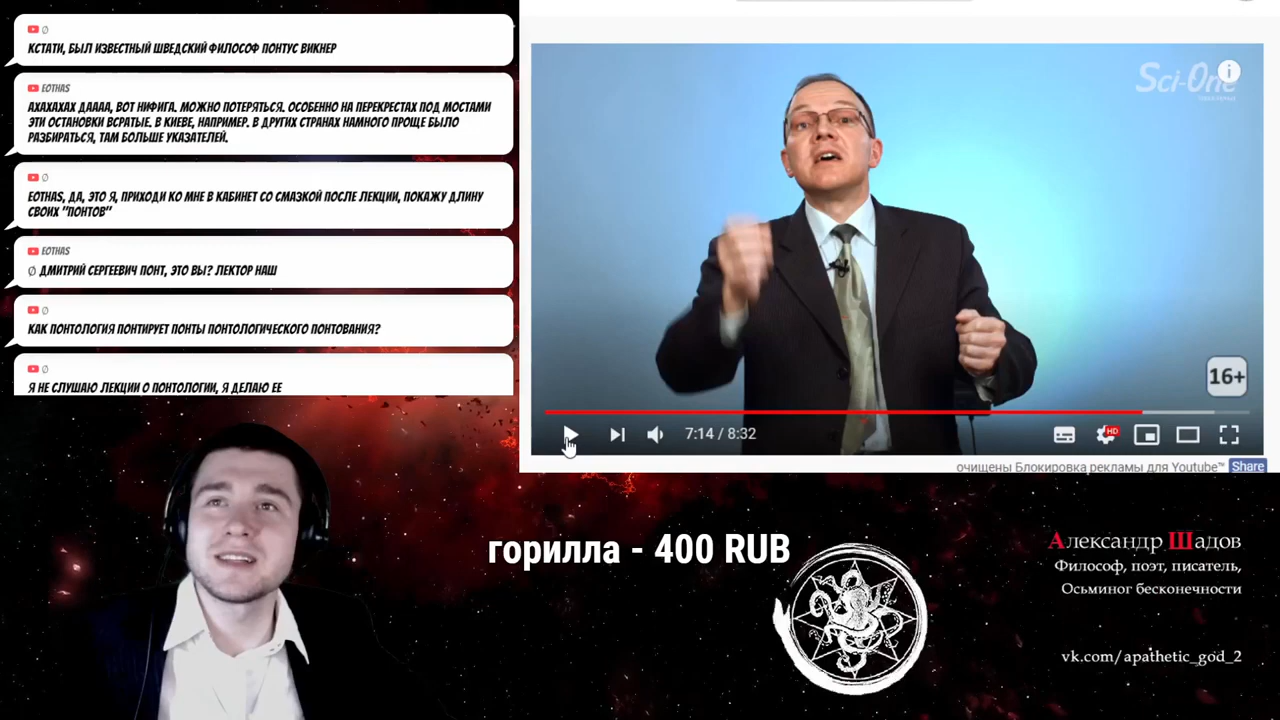 Ø
КСТАТИ, БЫЛ ИЗВЕСТНЫЙ ШВЕДСКИЙ ФИЛОСОФ ПОНТУС ВИКНЕР
EOTHAS
АХАХАХАХ ДАААА, ВОТ НИФИГА. МОЖНО ПОТЕРЯТЬСЯ. ОСОБЕННО НА ПЕРЕКРЕСТАХ ПОД МОСТАМИ
ЭТИ ОСТАНОВКИ ВСРАТЫЕ. В КИЕВЕ, НАПРИМЕР. В ДРУГИХ СТРАНАХ НАМНОГО ПРОЩЕ БЫЛО
РАЗБИРАТЬСЯ, ТАМ БОЛЬШЕ УКАЗАТЕЛЕЙ.
Ø
EOTHAS, ДА, ЭТО Я, ПРИХОДИ КО МНЕ В КАБИНЕТ СО СМАЗКОЙ ПОСЛЕ ЛЕКЦИИ, ПОКАЖУ ДЛИНУ
СВОИХ "ПОНТОВ"
EOTHAS
Ø ДМИТРИЙ СЕРГЕЕВИЧ ПОНТ, ЭТО ВЫ? ЛЕКТОР НАШ
Ø
КАК ПОНТОЛОГИЯ ПОНТИРУЕТ ПОНТЫ ПОНТОЛОГИЧЕСКОГО ПОНТОВАНИЯ?
Ø
Я НЕ СЛУШАЮ ЛЕКЦИИ О ПОНТОЛОГИИ, Я ДЕЛАЮ ЕЕ
Sci-One
16+
7:14 / 8:32
HD
очищены Блокировка рекламы для Youtube™ Share
горилла - 400 RUB
Александр Шадов
Философ, поэт, писатель,
Осьминог бесконечности
vk.com/apathetic_god_2